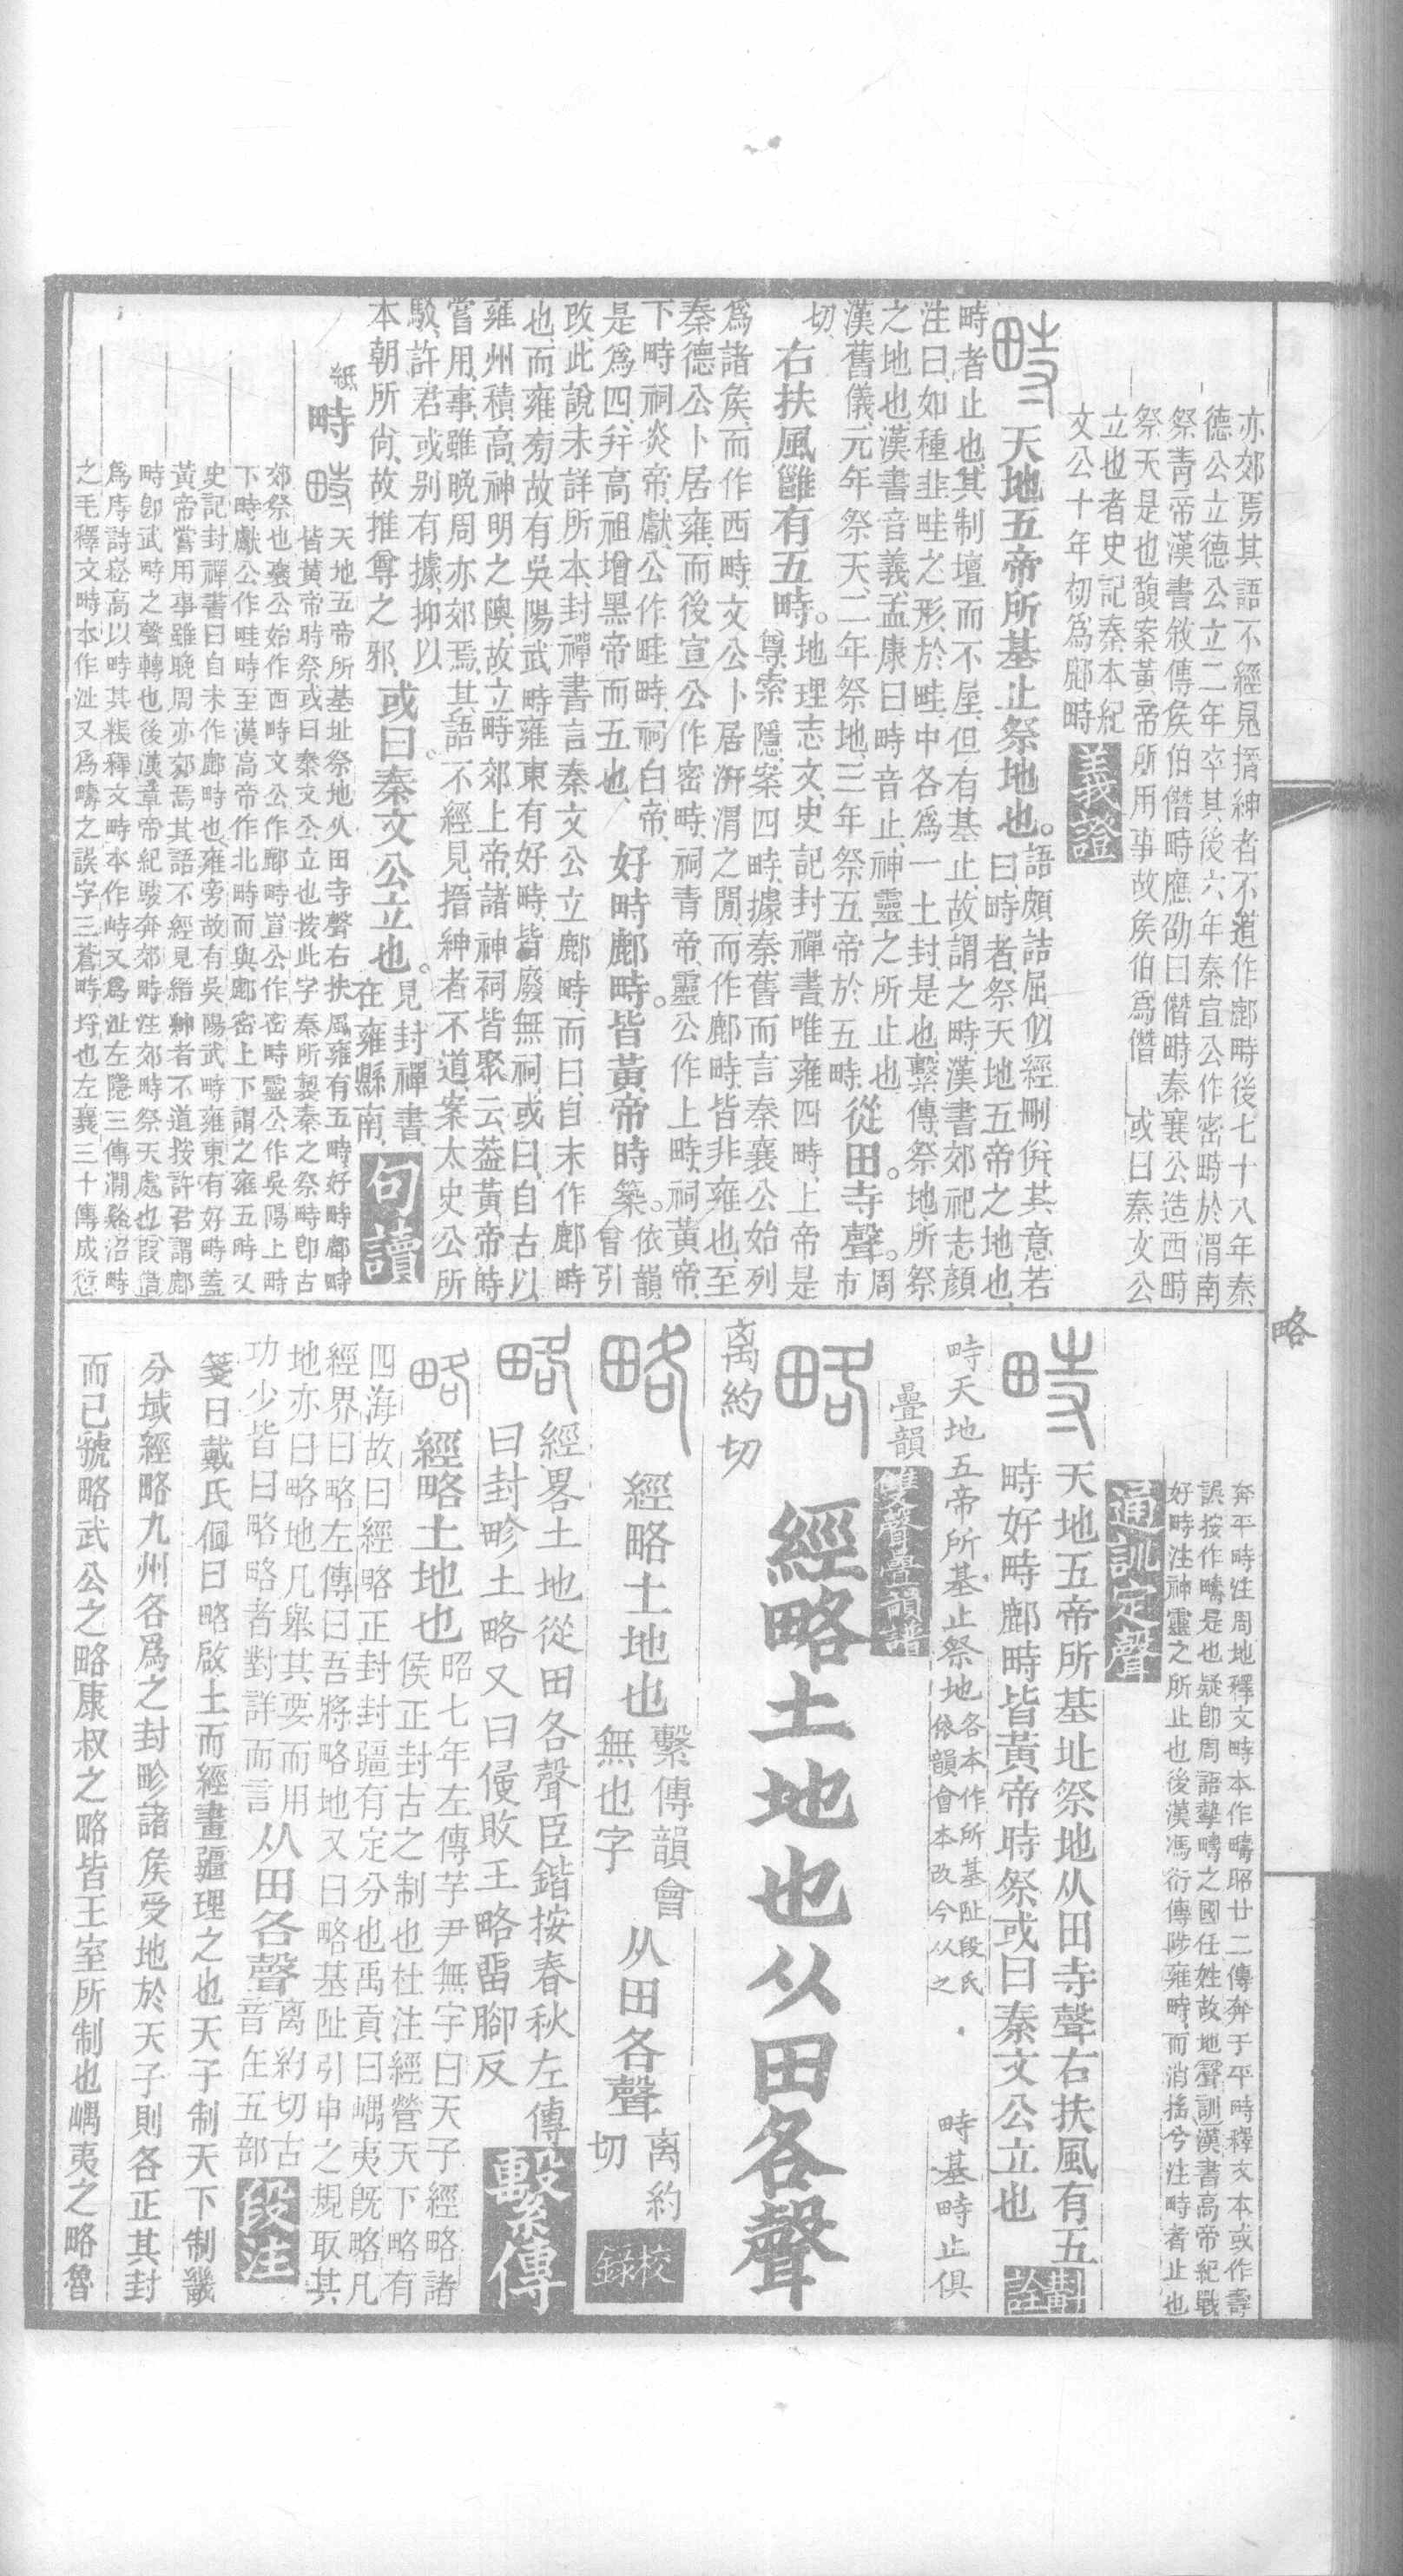 亦郊焉其語不經見搢紳者不道作鄜畤後七十八年秦
德公立德公立二年卒其後六年秦宣公作密畤於渭南
祭青帝漢書敘傳侯伯僭畤應劭曰僭畤秦襄公造西畤
祭天是也馥案黃帝所用事故侯伯爲僭 或曰秦文公
立也者史記秦本紀
文公十年初爲鄜畤 義證
天地五帝所基止祭地也。語頗詰屈似經刪併其意若
曰畤者祭天地五帝之地也
畤者止也其制壇而不屋但有基止故謂之畤漢書郊祀志顏
注曰如種韭畦之形於畦中各爲一土封是也繫傳祭地所祭
之地也漢書音義孟康曰畤音止神靈之所止也從田。寺聲。周
漢舊儀元年祭天二年祭地三年祭五帝於五畤 市
切 右扶風雝有五畤。地理志文史記封禪書唯雍四畤上帝是
尊索隱案四畤據秦舊而言秦襄公始列
爲諸侯而作西畤文公卜居汧渭之閒而作鄜畤皆非雍也至
秦德公卜居雍而後宣公作密畤祠青帝靈公作上畤祠黃帝
下畤祠炎帝獻公作畦畤祠白帝
是爲四并高祖增黑帝而五也 好畤鄜畤。皆黃帝時築。依韻
會引
改此說未詳所本封禪書言秦文公立鄜畤而曰自未作鄜畤
也而雍旁故有吳陽武畤雍東有好畤皆廢無祠或曰自古以
雍州積高神明之隩故立畤郊上帝諸神祠皆聚云蓋黃帝時
嘗用事雖晚周亦郊焉其語不經見搢紳者不道案太史公所
駁許君或別有據抑以
本朝所尚故推尊之邪 或曰。秦文公立也。見封禪書
在雍縣南 句讀
紙 畤 天地五帝所基址祭地从田寺聲右扶風雍有五畤好畤鄜畤
皆黃帝時祭或曰秦文公立也按此字秦所製秦之祭畤卽古
郊祭也襄公始作西畤文公作鄜畤宣公作密畤靈公作吳陽上畤
下畤獻公作畦畤至漢高帝作北畤而與鄜密上下謂之雍五畤又
史記封禪書曰自未作鄜畤也雍旁故有吳陽武畤雍東有好畤蓋
黃帝嘗用事雖晚周亦郊焉其語不經見縉紳者不道按許君謂鄜
畤卽武畤之聲轉也後漢章帝紀駿奔郊畤注郊畤祭天處也假借
爲庤詩崧高以畤其粻釋文畤本作峙又爲沚左隱三傳澗谿沼畤
之毛釋文畤本作沚又爲疇之誤字三蒼畤埒也左襄三十傳成愆
奔平畤注周地釋文畤本作疇昭廿二傳奔于平畤釋文本或作壽
誤按作疇是也疑卽周語摯疇之國任姓故地聲訓漢書高帝紀戰
好畤注神靈之所止也後漢馮衍傳陟雍畤而消搖兮注畤者止也
通訓定聲
天地五帝所基址祭地从田寺聲右扶風有五
畤好畤鄜畤皆黃帝時祭或曰秦文公立也 斠詮
畤天地五帝所基止祭地各本作所基阯段氏
依韻會本改今从之 畤基畤止俱
疊韻 雙聲疊韻譜
經略土地也从田各聲
离約切
經略土地也 繫傳韻會
無也字 从田各聲 离約
切 校錄
經畧土地從田各聲臣鍇按春秋左傳
曰封畛土略又曰侵敗王略畱腳反 繫傳
經略土地也 昭七年左傳芋尹無宇曰天子經略諸
侯正封古之制也杜注經營天下略有
四海故曰經略正封封疆有定分也禹貢曰嵎夷旣略凡
經界曰略左傳曰吾將略地又曰略基阯引申之規取其
地亦曰略地凡舉其要而用
功少皆曰略略者對詳而言 从田各聲 离約切古
音在五部 段注
箋曰戴氏侗曰略啟土而經畫疆理之也天子制天下制畿
分域經略九州各爲之封畛諸侯受地於天子則各正其封
而已虢略武公之略康叔之略皆王室所制也嵎夷之略魯
略